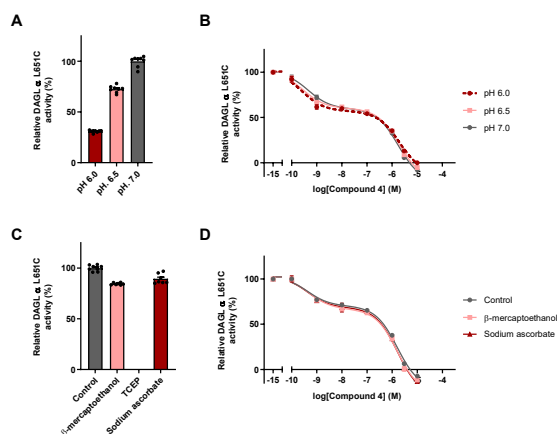 A
Relative DAGL α L651C
activity (%)
100
50
0
pH 6.0
pH. 6.5
pH. 7.0
B
Relative DAGL α L651C
activity (%)
150
100
50
0
-15 -10 -9 -8 -7 -6 -5 -4
log[Compound 4] (M)
pH 6.0
pH 6.5
pH 7.0
C
Relative DAGL α L651C
activity (%)
150
100
50
0
Control
β-mercaptoethanol
TCEP
Sodium ascorbate
D
Relative DAGL α L651C
activity (%)
150
100
50
0
-15 -10 -9 -8 -7 -6 -5 -4
log[Compound 4] (M)
Control
β-mercaptoethanol
Sodium ascorbate